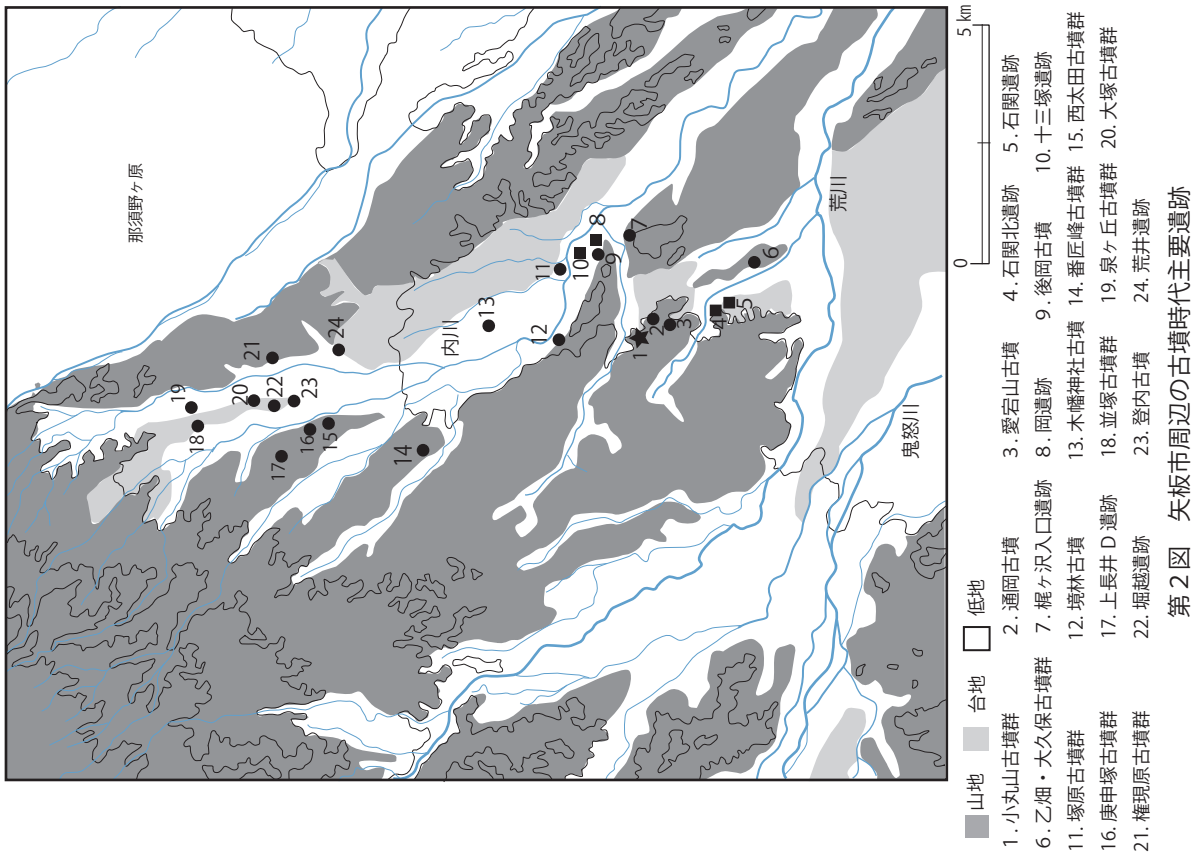 那須野ヶ原
内川
荒川
鬼怒川
1
2
3
4
5
6
7
8
9
10
11
12
13
14
15
16
17
18
19
20
21
22
23
24
0 5 km
山地 台地 低地
1. 小丸山古墳群 2. 通岡古墳 3. 愛宕山古墳 4. 石関北遺跡 5. 石関遺跡
6. 乙畑・大久保古墳群 7. 梶ヶ沢入口遺跡 8. 岡遺跡 9. 後岡古墳 10. 十三塚遺跡
11. 塚原古墳群 12. 境林古墳 13. 木幡神社古墳 14. 番匠峰古墳群 15. 西太田古墳群
16. 庚申塚古墳群 17. 上長井 D 遺跡 18. 並塚古墳群 19. 泉ヶ丘古墳群 20. 大塚古墳群
21. 権現原古墳群 22. 堀越遺跡 23. 登内古墳 24. 荒井遺跡
第2図 矢板市周辺の古墳時代主要遺跡